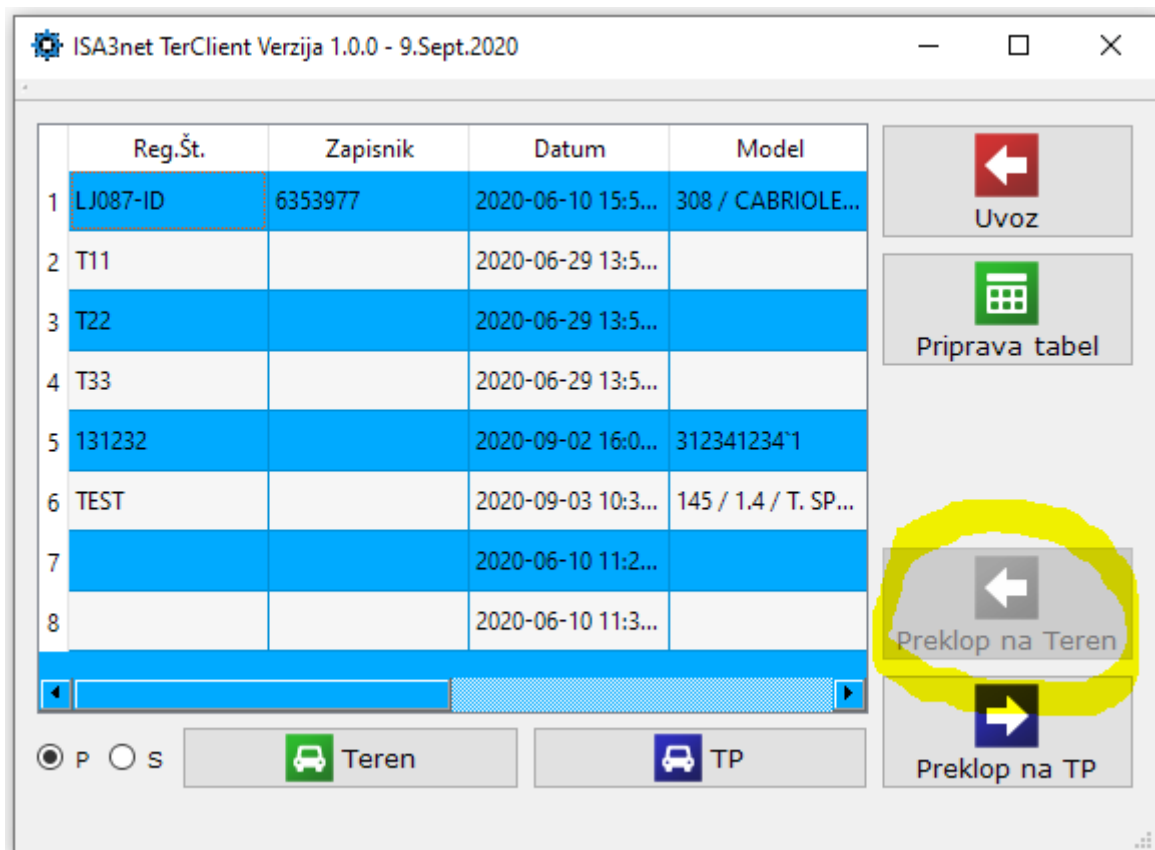 ISA3net TerClient Verzija 1.0.0 - 9.Sept.2020
Reg.Št. Zapisnik Datum Model
1 LJ087-ID 6353977 2020-06-10 15:5... 308 / CABRIOLE...
2 T11 2020-06-29 13:5...
3 T22 2020-06-29 13:5...
4 T33 2020-06-29 13:5...
5 131232 2020-09-02 16:0... 312341234`1
6 TEST 2020-09-03 10:3... 145 / 1.4 / T. SP...
7 2020-06-10 11:2...
8 2020-06-10 11:3...
Uvoz
Priprava tabel
Preklop na Teren
Preklop na TP
P S Teren TP